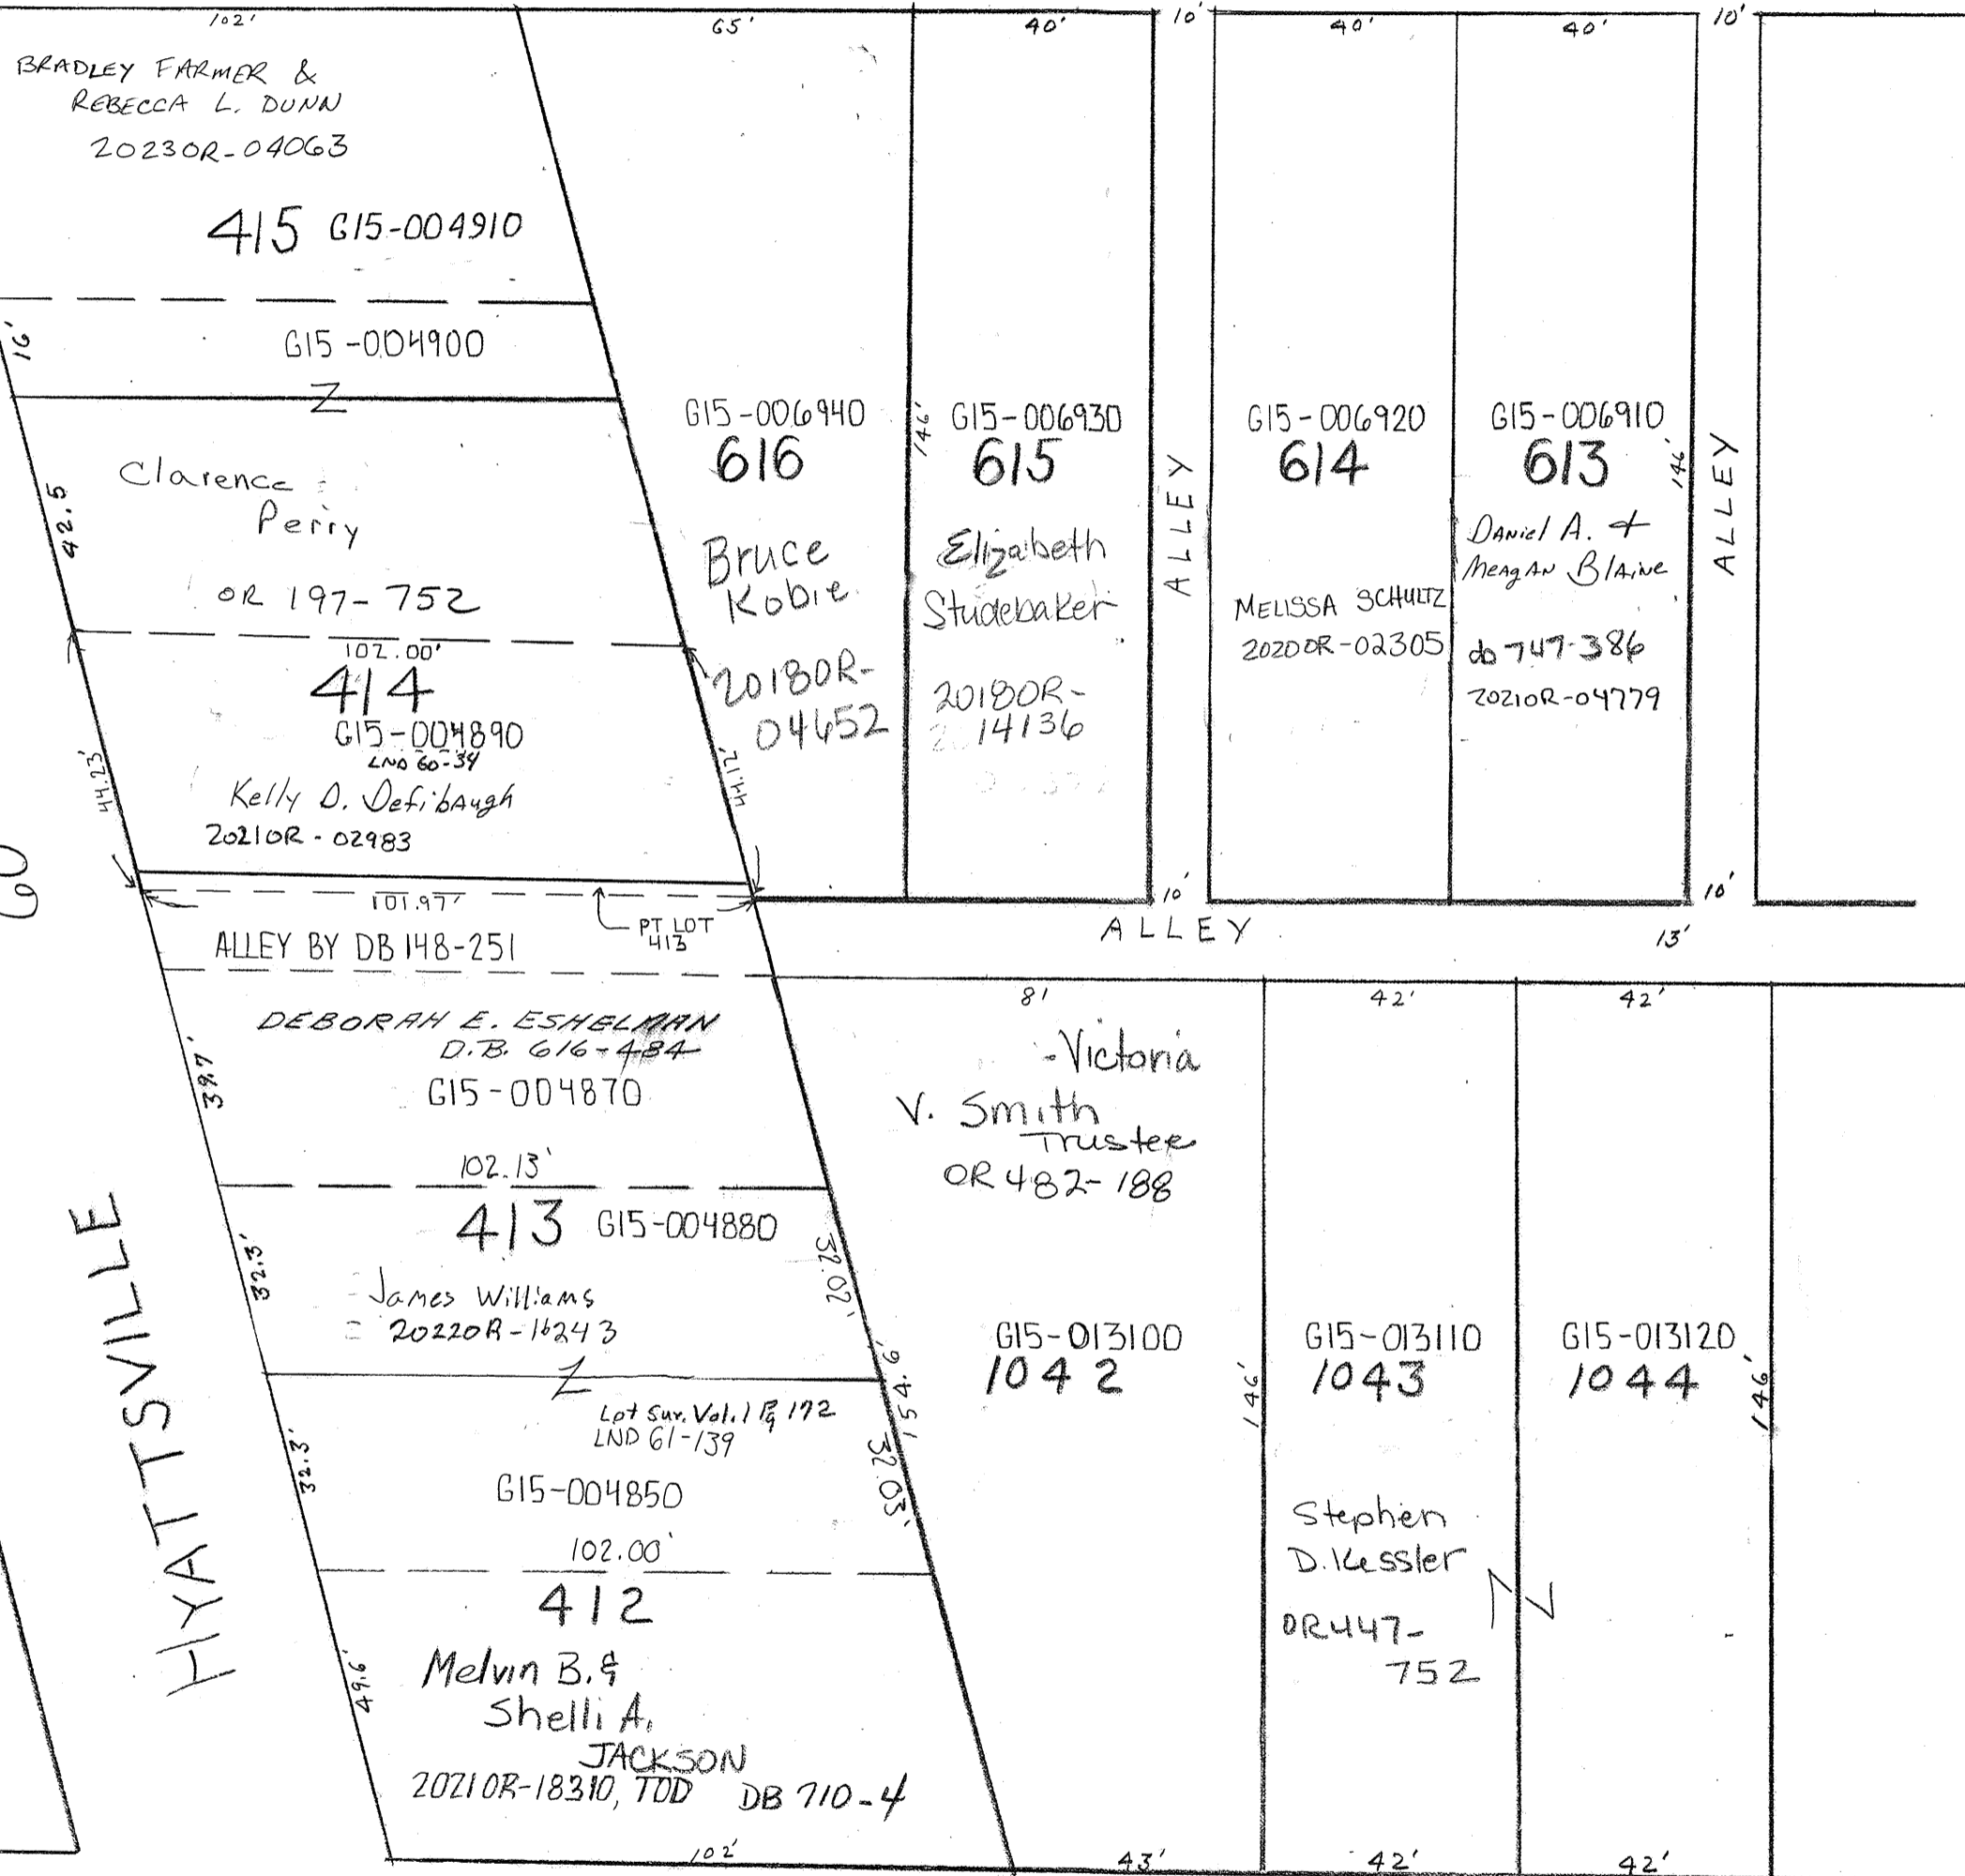 102'
65'
40'
10'
40'
40'
10'
BRADLEY FARMER &
REBECCA L. DUNN
2023OR-04063
415 G15-004910
16'
G15-004900
Clarence
Perry
OR 197-752
42.5
102.00'
414
G15-004890
LND 60-34
Kelly D. Defibaugh
2021OR-02983
44.23'
44.12'
60
101.97'
PT LOT
413
ALLEY BY DB 148-251
G15-006940
616
Bruce
Kobie
2018OR-
04652
146'
G15-006930
615
Elizabeth
Studebaker
2018OR-
14136
ALLEY
10'
G15-006920
614
MELISSA SCHULTZ
2020OR-02305
G15-006910
613
146'
Daniel A. +
Meagan Blaine
db 747-386
2021OR-04779
ALLEY
10'
ALLEY
13'
DEBORAH E. ESHELMAN
D.B. 616-484
G15-004870
39.7'
102.13'
413 G15-004880
32.3'
32.02'
James Williams
2022OR-16243
154.6'
Lot Sur. Vol. 1 Pg 172
LND 61-139
32.3'
32.03'
G15-004850
102.00'
412
49.6'
Melvin B. &
Shelli A.
JACKSON
2021OR-18310, TOD DB 710-4
102'
HYATTSVILLE
81
42'
42'
Victoria
V. Smith
Trustee
OR 482-188
G15-013100
1042
146'
G15-013110
1043
Stephen
D. Kessler
OR 447-
752
G15-013120
1044
146'
43'
42'
42'